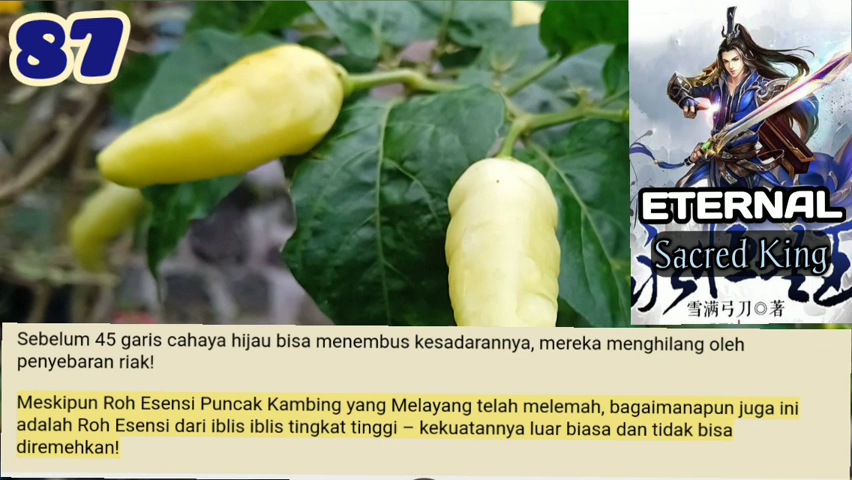 87
ETERNAL
Sacred King
雪满弓刀◎著
Sebelum 45 garis cahaya hijau bisa menembus kesadarannya, mereka menghilang oleh
penyebaran riak!
Meskipun Roh Esensi Puncak Kambing yang Melayang telah melemah, bagaimanapun juga ini
adalah Roh Esensi dari iblis iblis tingkat tinggi – kekuatannya luar biasa dan tidak bisa
diremehkan!